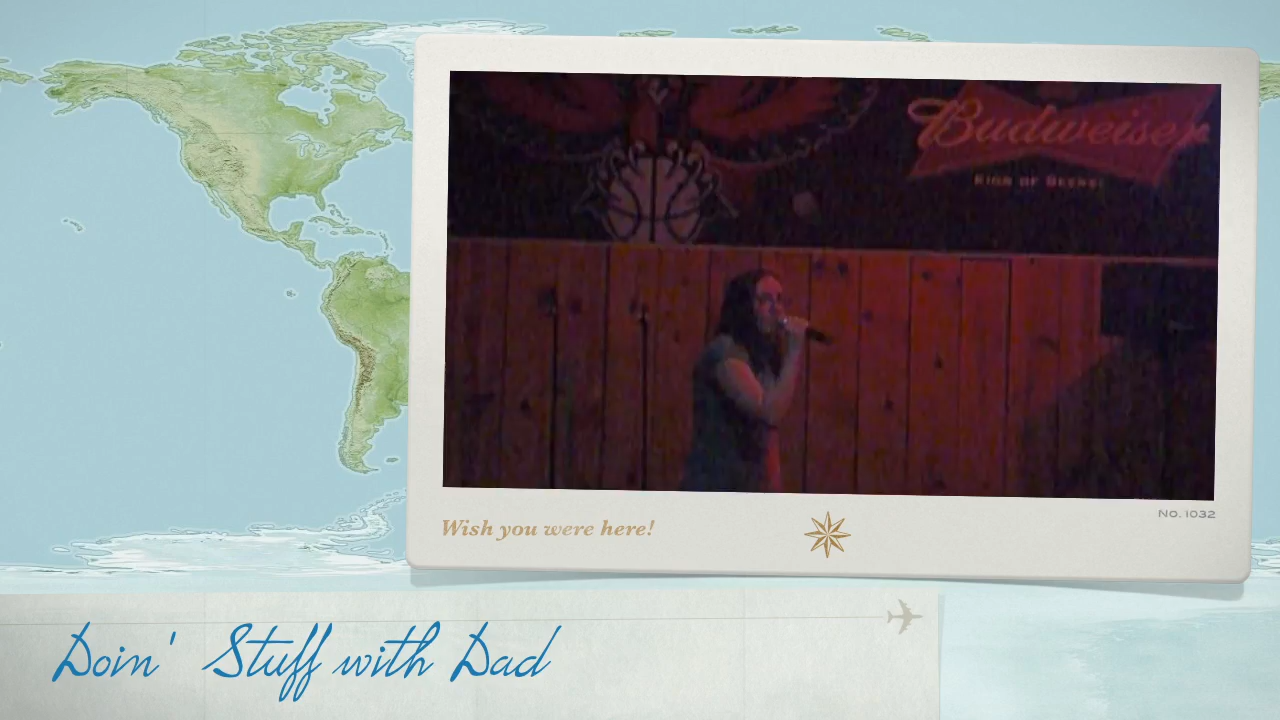 Budweiser
KING OF BEERS.
Wish you were here!
No. 1032
Doin' Stuff with Dad